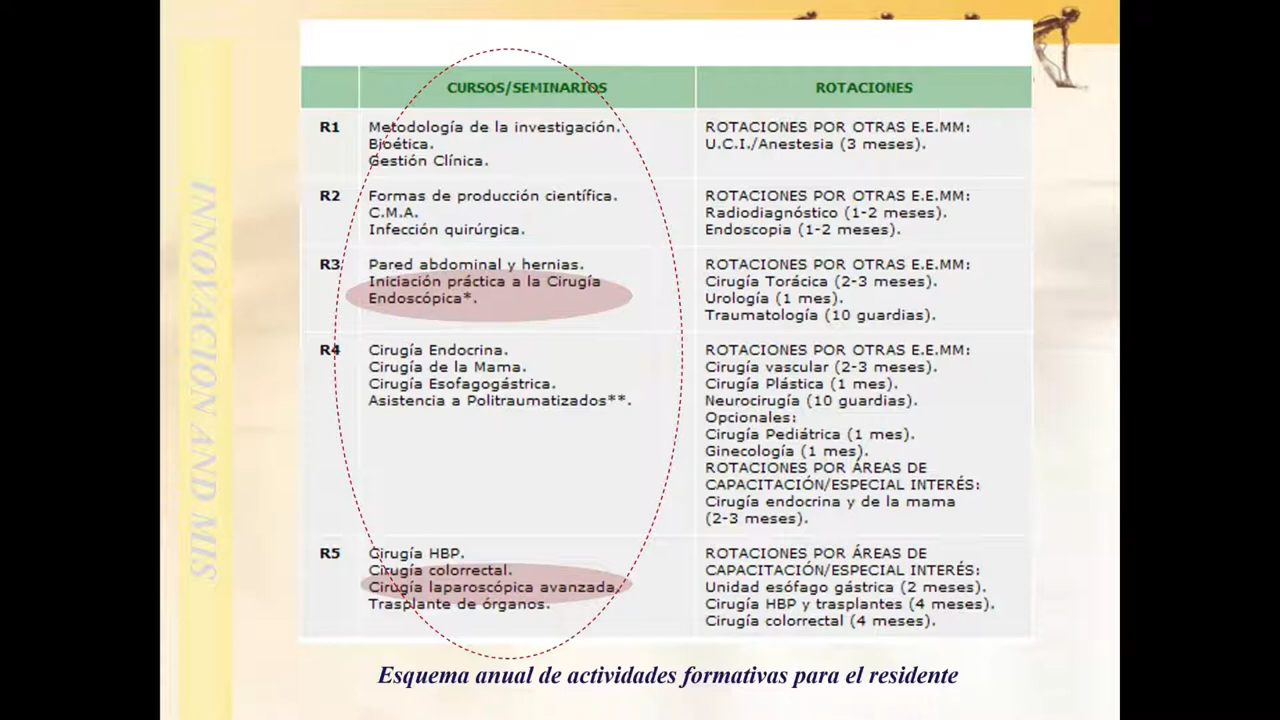 INNOVACION AND MIS
CURSOS/SEMINARIOS
ROTACIONES
R1
Metodología de la investigación.
Bioética.
Gestión Clínica.
ROTACIONES POR OTRAS E.E.MM:
U.C.I./Anestesia (3 meses).
R2
Formas de producción científica.
C.M.A.
Infección quirúrgica.
ROTACIONES POR OTRAS E.E.MM:
Radiodiagnóstico (1-2 meses).
Endoscopia (1-2 meses).
R3
Pared abdominal y hernias.
Iniciación práctica a la Cirugía
Endoscópica*.
ROTACIONES POR OTRAS E.E.MM:
Cirugía Torácica (2-3 meses).
Urología (1 mes).
Traumatología (10 guardias).
R4
Cirugía Endocrina.
Cirugía de la Mama.
Cirugía Esofagogástrica.
Asistencia a Politraumatizados**.
ROTACIONES POR OTRAS E.E.MM:
Cirugía vascular (2-3 meses).
Cirugía Plástica (1 mes).
Neurocirugía (10 guardias).
Opcionales:
Cirugía Pediátrica (1 mes).
Ginecología (1 mes).
ROTACIONES POR ÁREAS DE
CAPACITACIÓN/ESPECIAL INTERÉS:
Cirugía endocrina y de la mama
(2-3 meses).
R5
Cirugía HBP.
Cirugía colorrectal.
Cirugía laparoscópica avanzada.
Trasplante de órganos.
ROTACIONES POR ÁREAS DE
CAPACITACIÓN/ESPECIAL INTERÉS:
Unidad esófago gástrica (2 meses).
Cirugía HBP y trasplantes (4 meses).
Cirugía colorrectal (4 meses).
Esquema anual de actividades formativas para el residente